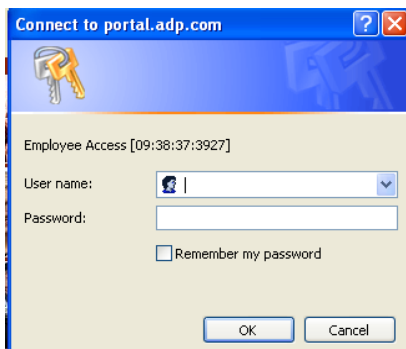 Connect to portal.adp.com
Employee Access [09:38:37:3927]
User name:
Password:
Remember my password
OK Cancel